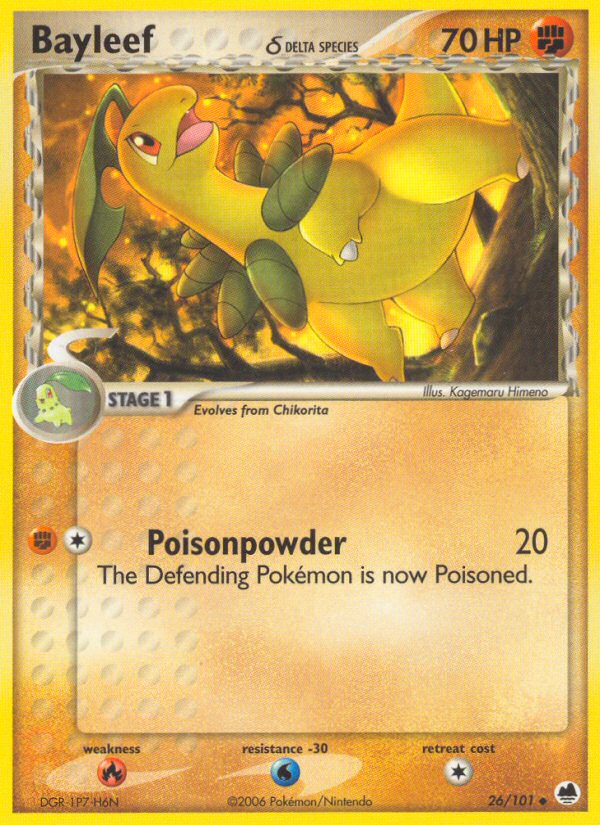 Bayleef δ DELTA SPECIES 70 HP
Illus. Kagemaru Himeno
STAGE 1
Evolves from Chikorita
Poisonpowder 20
The Defending Pokémon is now Poisoned.
weakness resistance -30 retreat cost
DGR-1P7-H6N ©2006 Pokémon/Nintendo 26/101